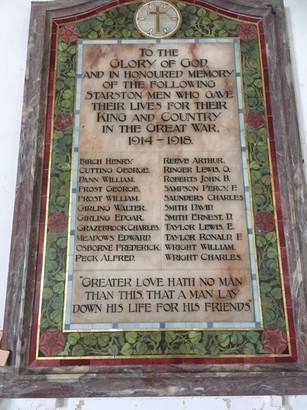 TO THE
GLORY OF GOD
AND IN HONOURED MEMORY
OF THE FOLLOWING
STARSTON MEN WHO GAVE
THEIR LIVES FOR THEIR
KING AND COUNTRY
IN THE GREAT WAR,
1914 – 1918.
BIRCH HENRY.
CUTTING GEORGE.
DANN WILLIAM.
FROST GEORGE.
FROST WILLIAM.
GIRLING WALTER.
GIRLING EDGAR.
GRAZEBROOK CHARLES.
MEADOWS EDWARD.
OSBORNE FREDERICK.
PECK ALFRED.
REEVE ARTHUR.
RINGER LEWIS, G.
ROBERTS JOHN B.
SAMPSON PERCY. F.
SAUNDERS CHARLES
SMITH DAVID.
SMITH ERNEST. D.
TAYLOR LEWIS, E.
TAYLOR RONALD. F.
WRIGHT WILLIAM.
WRIGHT CHARLES.
"GREATER LOVE HATH NO MAN
THAN THIS, THAT A MAN LAY
DOWN HIS LIFE FOR HIS FRIENDS"